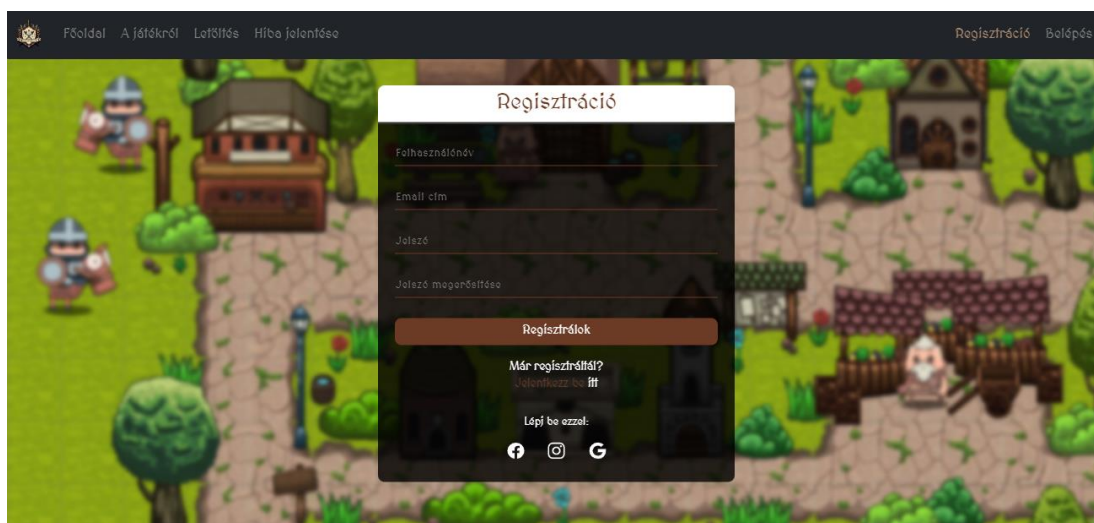 Főoldal A játékról Letöltés Hiba jelentése Regisztráció Belépés
Regisztráció
Felhasználónév
Email cím
Jelszó
Jelszó megerősítése
Regisztrálok
Már regisztráltál?
Jelentkezz be itt
Lépj be ezzel: